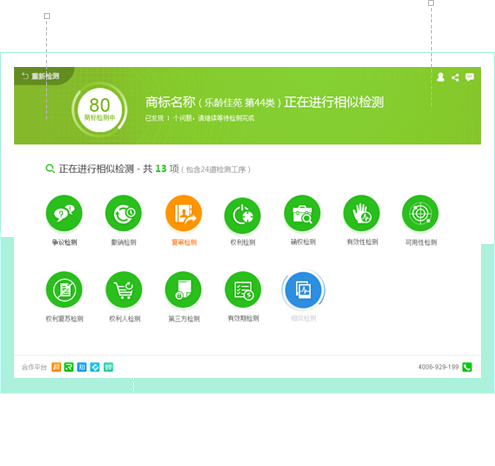 重新检测
80
商标检测中
商标名称（乐龄佳苑 第44类）正在进行相似检测
已发现 1 个问题，请继续等待检测完成
正在进行相似检测 - 共 13 项（包含24道检测工序）
争议检测 撤销检测 复审检测 权利检测 确权检测 有效性检测 可用性检测
权利复苏检测 权利人检测 第三方检测 有效期检测 相似检测
合作平台
4006-929-199